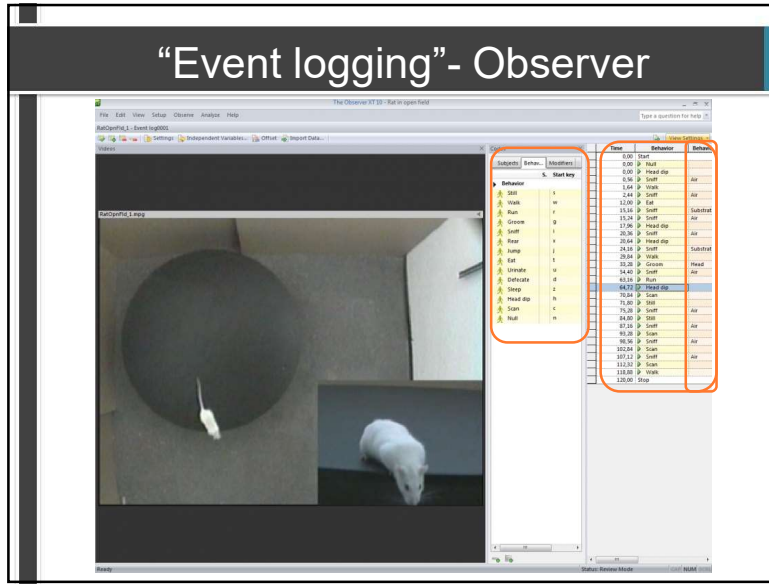 “Event logging”- Observer
The Observer XT 10 - Rat in open field
File Edit View Setup Observe Analyze Help
Type a question for help
RatOpnFld_1 - Event log0001
Settings Independent Variables... Offset Import Data...
View Settings
Videos
Codes
RatOpnFld_1.mpg
Subjects Behav... Modifiers
S. Start key
Behavior
Still
Walk w
Run r
Groom g
Sniff
Rear
Jump j
Eat t
Urinate u
Defecate d
Sleep z
Head dip h
Scan
Null n
Time Behavior Behavio
0,00 Start
0,00 Null
0,00 Head dip
0,56 Sniff Air
1,64 Walk
2,44 Sniff Air
12,00 Eat
15,16 Sniff Substrat
15,24 Sniff Air
17,96 Head dip
20,36 Sniff Air
20,64 Head dip
24,16 Sniff Substrat
29,84 Walk
33,28 Groom Head
54,40 Sniff Air
63,16 Run
64,72 Head dip
70,84 Scan
71,80 Still
75,28 Sniff Air
84,80 Still
87,16 Sniff Air
93,28 Scan
98,56 Sniff Air
102,84 Scan
107,12 Sniff Air
112,32 Scan
118,88 Walk
120,00 Stop
Ready
Status: Review Mode
NUM